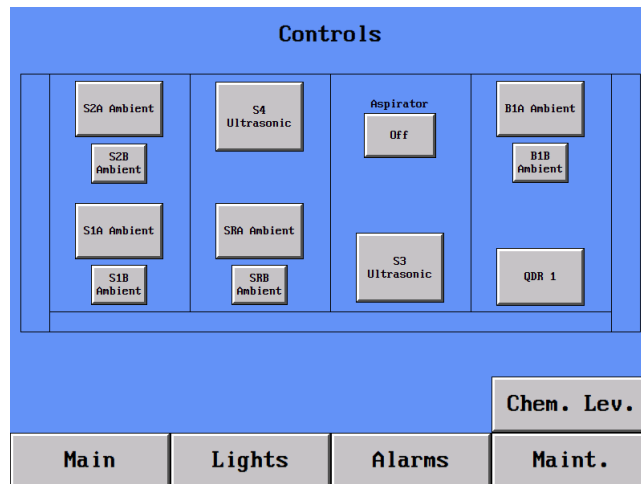 Controls
S2A Ambient
S2B
Ambient
S1A Ambient
S1B
Ambient
S4
Ultrasonic
SRA Ambient
SRB
Ambient
Aspirator
Off
S3
Ultrasonic
B1A Ambient
B1B
Ambient
QDR 1
Chem. Lev.
Main
Lights
Alarms
Maint.